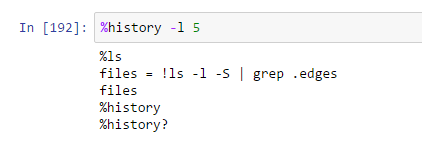 In [192]: %history -l 5
%ls
files = !ls -l -S | grep .edges
files
%history
%history?